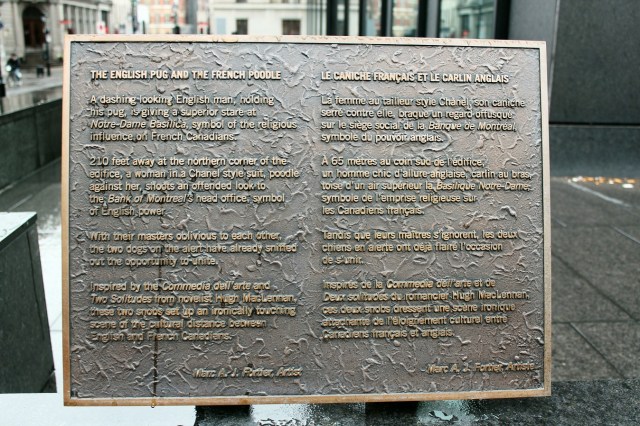 THE ENGLISH PUG AND THE FRENCH POODLE
A dashing looking English man, holding
his pug, is giving a superior stare at
Notre-Dame Basilica, symbol of the religious
influence on French Canadians.
210 feet away at the northern corner of the
edifice, a woman in a Chanel style suit, poodle
against her, shoots an offended look to
the Bank of Montreal's head office, symbol
of English power.
With their masters oblivious to each other,
the two dogs on the alert have already sniffed
out the opportunity to unite.
Inspired by the Commedia dell'arte and
Two Solitudes from novelist Hugh MacLennan,
these two snobs set up an ironically touching
scene of the cultural distance between
English and French Canadians.
Marc A. J. Fortier, Artist
LE CANICHE FRANÇAIS ET LE CARLIN ANGLAIS
La femme au tailleur style Chanel, son caniche
serré contre elle, braque un regard offusqué
sur le siège social de la Banque de Montréal,
symbole du pouvoir anglais.
À 65 mètres au coin sud de l'édifice,
un homme chic d'allure anglaise, carlin au bras,
toise d'un air supérieur la Basilique Notre-Dame,
symbole de l'emprise religieuse sur
les Canadiens français.
Tandis que leurs maîtres s'ignorent, les deux
chiens en alerte ont déjà flairé l'occasion
de s'unir.
Inspirés de la Commedia dell'arte et de
Deux solitudes du romancier Hugh MacLennan,
ces deux snobs dressent une scène ironique
attachante de l'éloignement culturel entre
Canadiens français et anglais.
Marc A. J. Fortier, Artiste